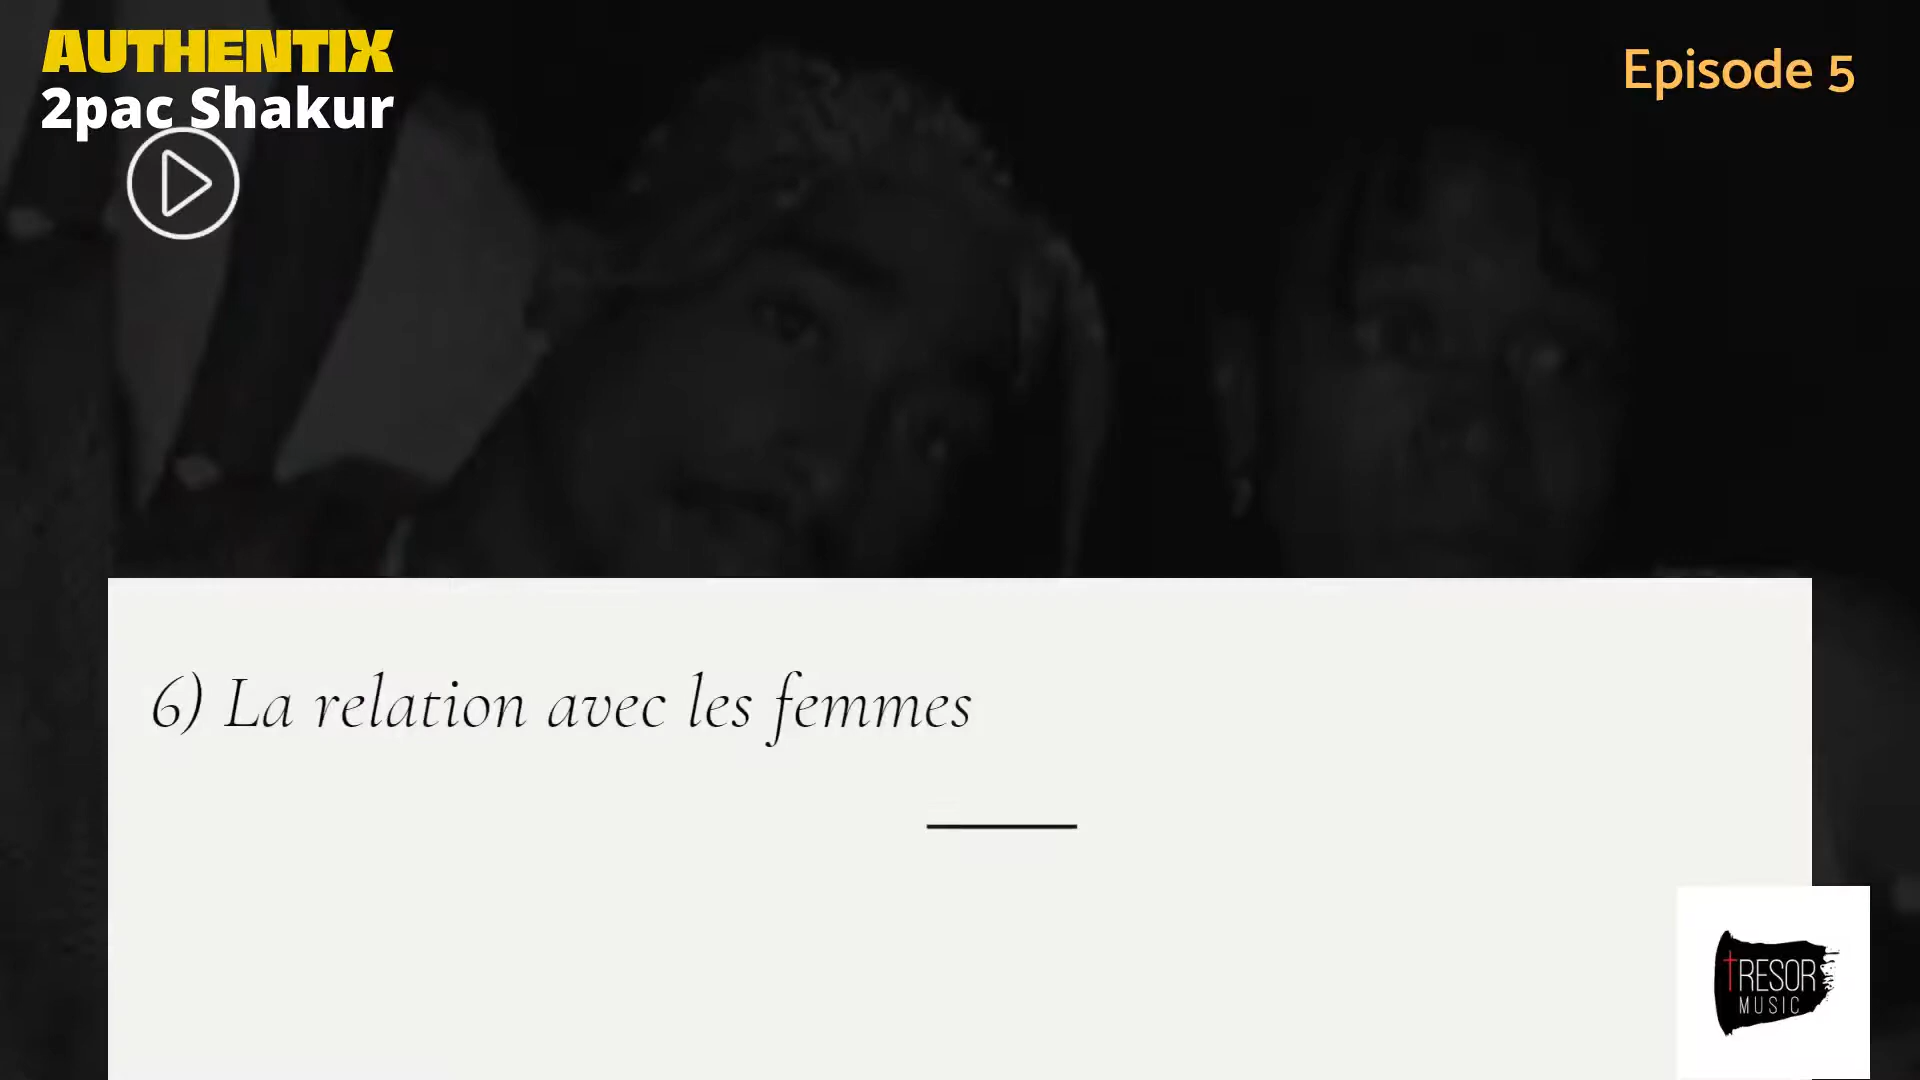 AUTHENTIX
2pac Shakur
Episode 5
6) La relation avec les femmes
TRESOR
MUSIC